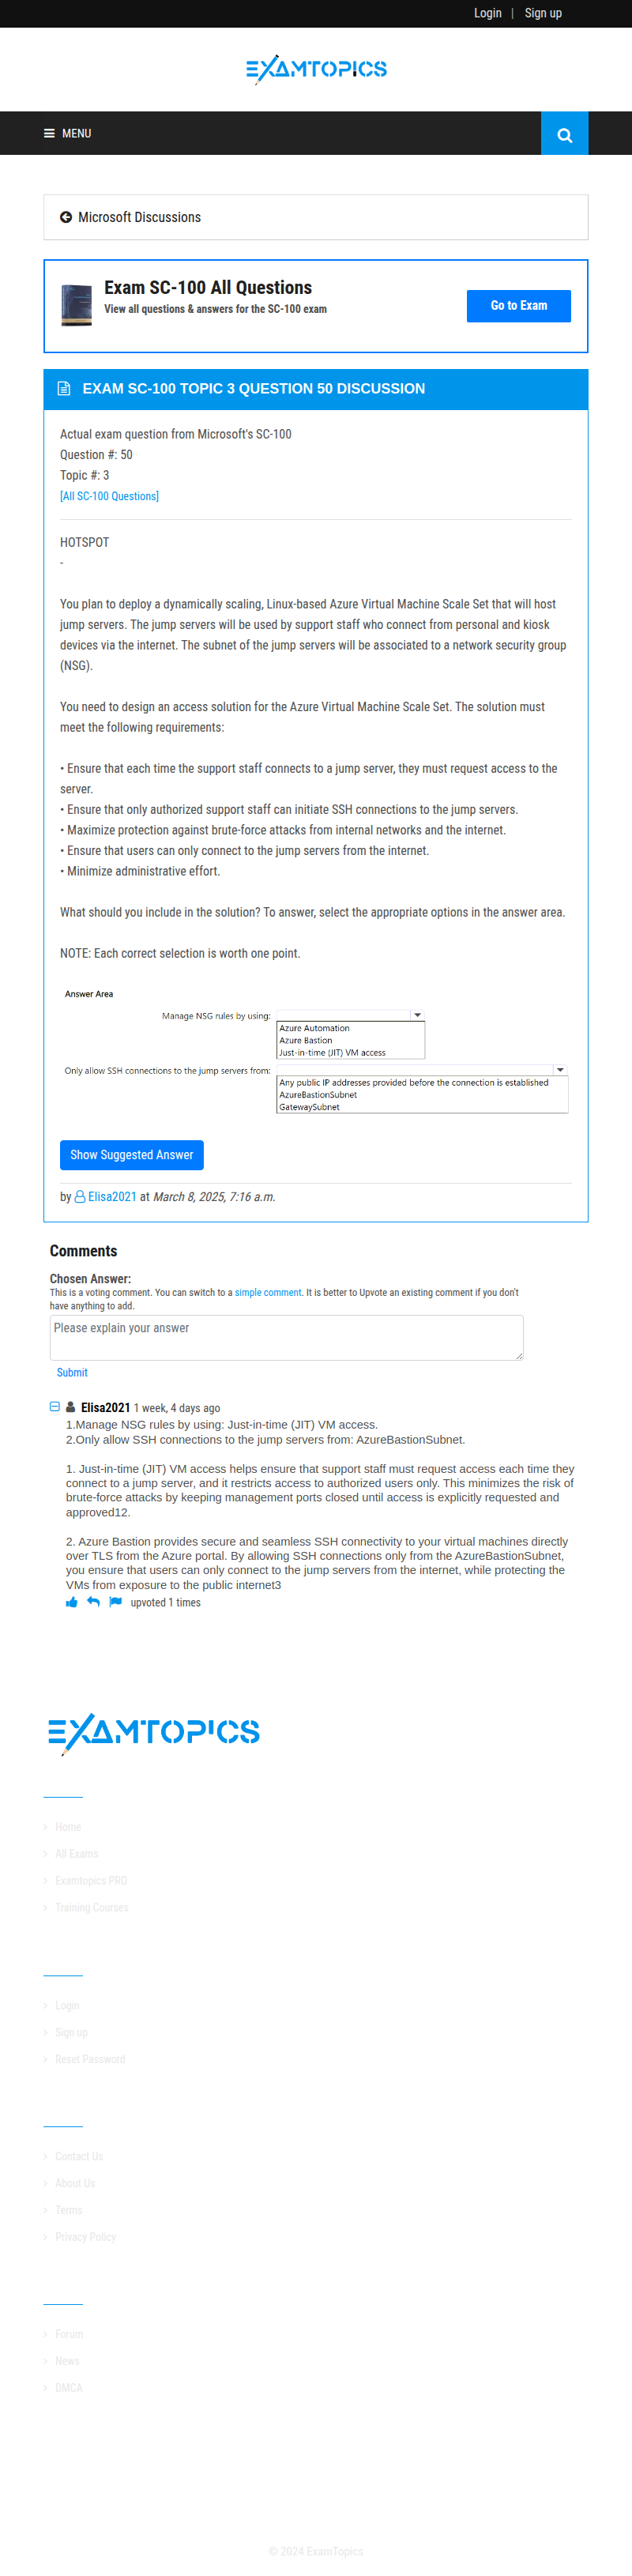 Login | Sign up
EXAMTOPICS
MENU
Microsoft Discussions
Exam SC-100 All Questions
View all questions & answers for the SC-100 exam
Go to Exam
EXAM SC-100 TOPIC 3 QUESTION 50 DISCUSSION
Actual exam question from Microsoft's SC-100
Question #: 50
Topic #: 3
[All SC-100 Questions]
HOTSPOT
-
You plan to deploy a dynamically scaling, Linux-based Azure Virtual Machine Scale Set that will host
jump servers. The jump servers will be used by support staff who connect from personal and kiosk
devices via the internet. The subnet of the jump servers will be associated to a network security group
(NSG).
You need to design an access solution for the Azure Virtual Machine Scale Set. The solution must
meet the following requirements:
• Ensure that each time the support staff connects to a jump server, they must request access to the
server.
• Ensure that only authorized support staff can initiate SSH connections to the jump servers.
• Maximize protection against brute-force attacks from internal networks and the internet.
• Ensure that users can only connect to the jump servers from the internet.
• Minimize administrative effort.
What should you include in the solution? To answer, select the appropriate options in the answer area.
NOTE: Each correct selection is worth one point.
Answer Area
Manage NSG rules by using:
Azure Automation
Azure Bastion
Just-in-time (JIT) VM access
Only allow SSH connections to the jump servers from:
Any public IP addresses provided before the connection is established
AzureBastionSubnet
GatewaySubnet
Show Suggested Answer
by Elisa2021 at March 8, 2025, 7:16 a.m.
Comments
Chosen Answer:
This is a voting comment. You can switch to a simple comment. It is better to Upvote an existing comment if you don't
have anything to add.
Please explain your answer
Submit
Elisa2021 1 week, 4 days ago
1.Manage NSG rules by using: Just-in-time (JIT) VM access.
2.Only allow SSH connections to the jump servers from: AzureBastionSubnet.
1. Just-in-time (JIT) VM access helps ensure that support staff must request access each time they
connect to a jump server, and it restricts access to authorized users only. This minimizes the risk of
brute-force attacks by keeping management ports closed until access is explicitly requested and
approved12.
2. Azure Bastion provides secure and seamless SSH connectivity to your virtual machines directly
over TLS from the Azure portal. By allowing SSH connections only from the AzureBastionSubnet,
you ensure that users can only connect to the jump servers from the internet, while protecting the
VMs from exposure to the public internet3
upvoted 1 times
EXAMTOPICS
Home
All Exams
Examtopics PRO
Training Courses
Login
Sign up
Reset Password
Contact Us
About Us
Terms
Privacy Policy
Forum
News
DMCA
© 2024 ExamTopics